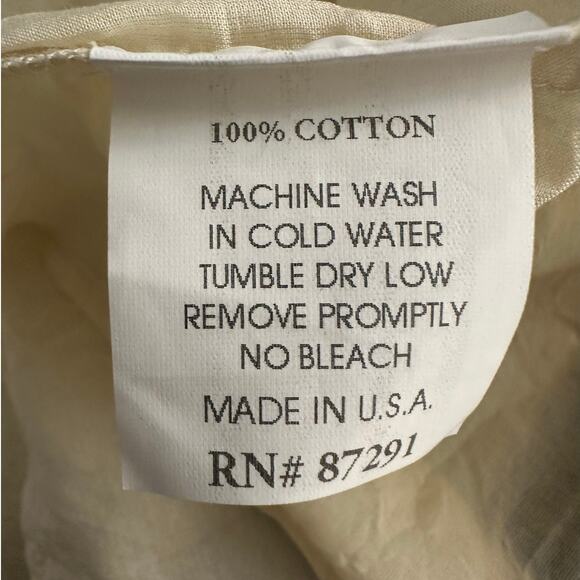 100% COTTON
MACHINE WASH
IN COLD WATER
TUMBLE DRY LOW
REMOVE PROMPTLY
NO BLEACH
MADE IN U.S.A.
RN# 87291